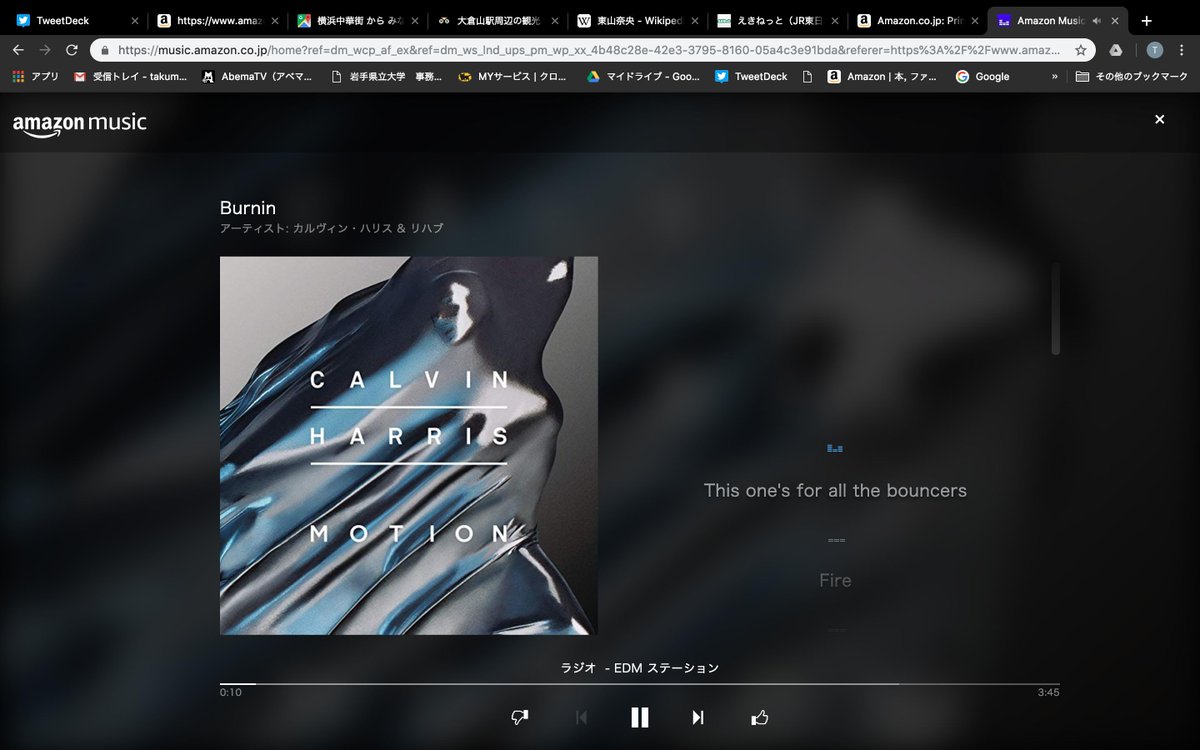 TweetDeck
https://www.amaz
横浜中華街 から みな
大倉山駅周辺の観光
東山奈央 - Wikiped
えきねっと（JR東日
Amazon.co.jp: Prin
Amazon Music
https://music.amazon.co.jp/home?ref=dm_wcp_af_ex&ref=dm_ws_lnd_ups_pm_wp_xx_4b48c28e-42e3-3795-8160-05a4c3e91bda&referer=https%3A%2F%2Fwww.amaz...
T
アプリ
受信トレイ - takum...
AbemaTV（アベマ...
岩手県立大学 事務...
MYサービス | クロ...
マイドライブ - Goo...
TweetDeck
Amazon | 本, ファ...
Google
»
その他のブックマーク
amazon music
Burnin
アーティスト: カルヴィン・ハリス & リハブ
CALVIN
HARRIS
MOTION
This one's for all the bouncers
Fire
ラジオ - EDM ステーション
0:10
3:45